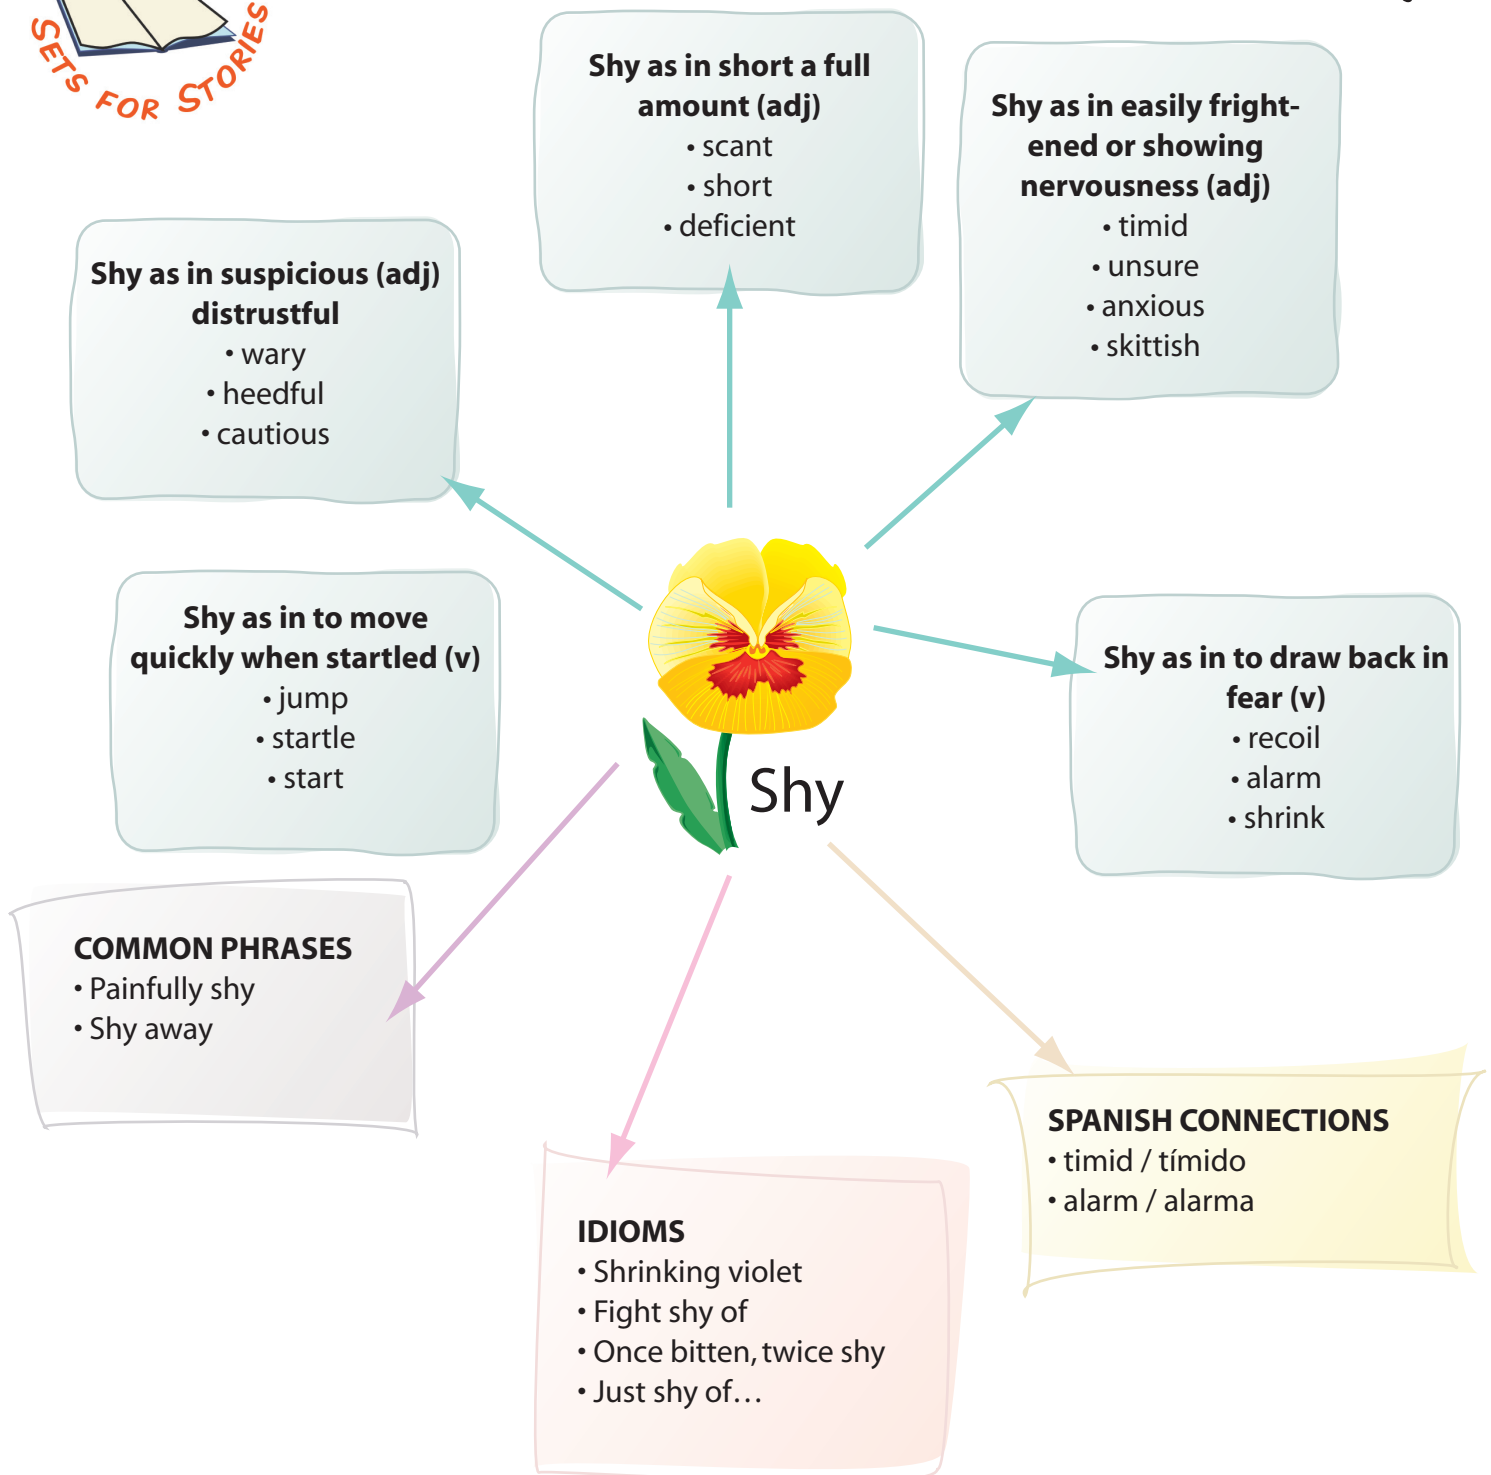 SETS FOR STORIES
Shy as in short a full
amount (adj)
• scant
• short
• deficient
Shy as in easily fright-
ened or showing
nervousness (adj)
• timid
• unsure
• anxious
• skittish
Shy as in suspicious (adj)
distrustful
• wary
• heedful
• cautious
Shy as in to move
quickly when startled (v)
• jump
• startle
• start
Shy as in to draw back in
fear (v)
• recoil
• alarm
• shrink
Shy
COMMON PHRASES
• Painfully shy
• Shy away
SPANISH CONNECTIONS
• timid / tímido
• alarm / alarma
IDIOMS
• Shrinking violet
• Fight shy of
• Once bitten, twice shy
• Just shy of…